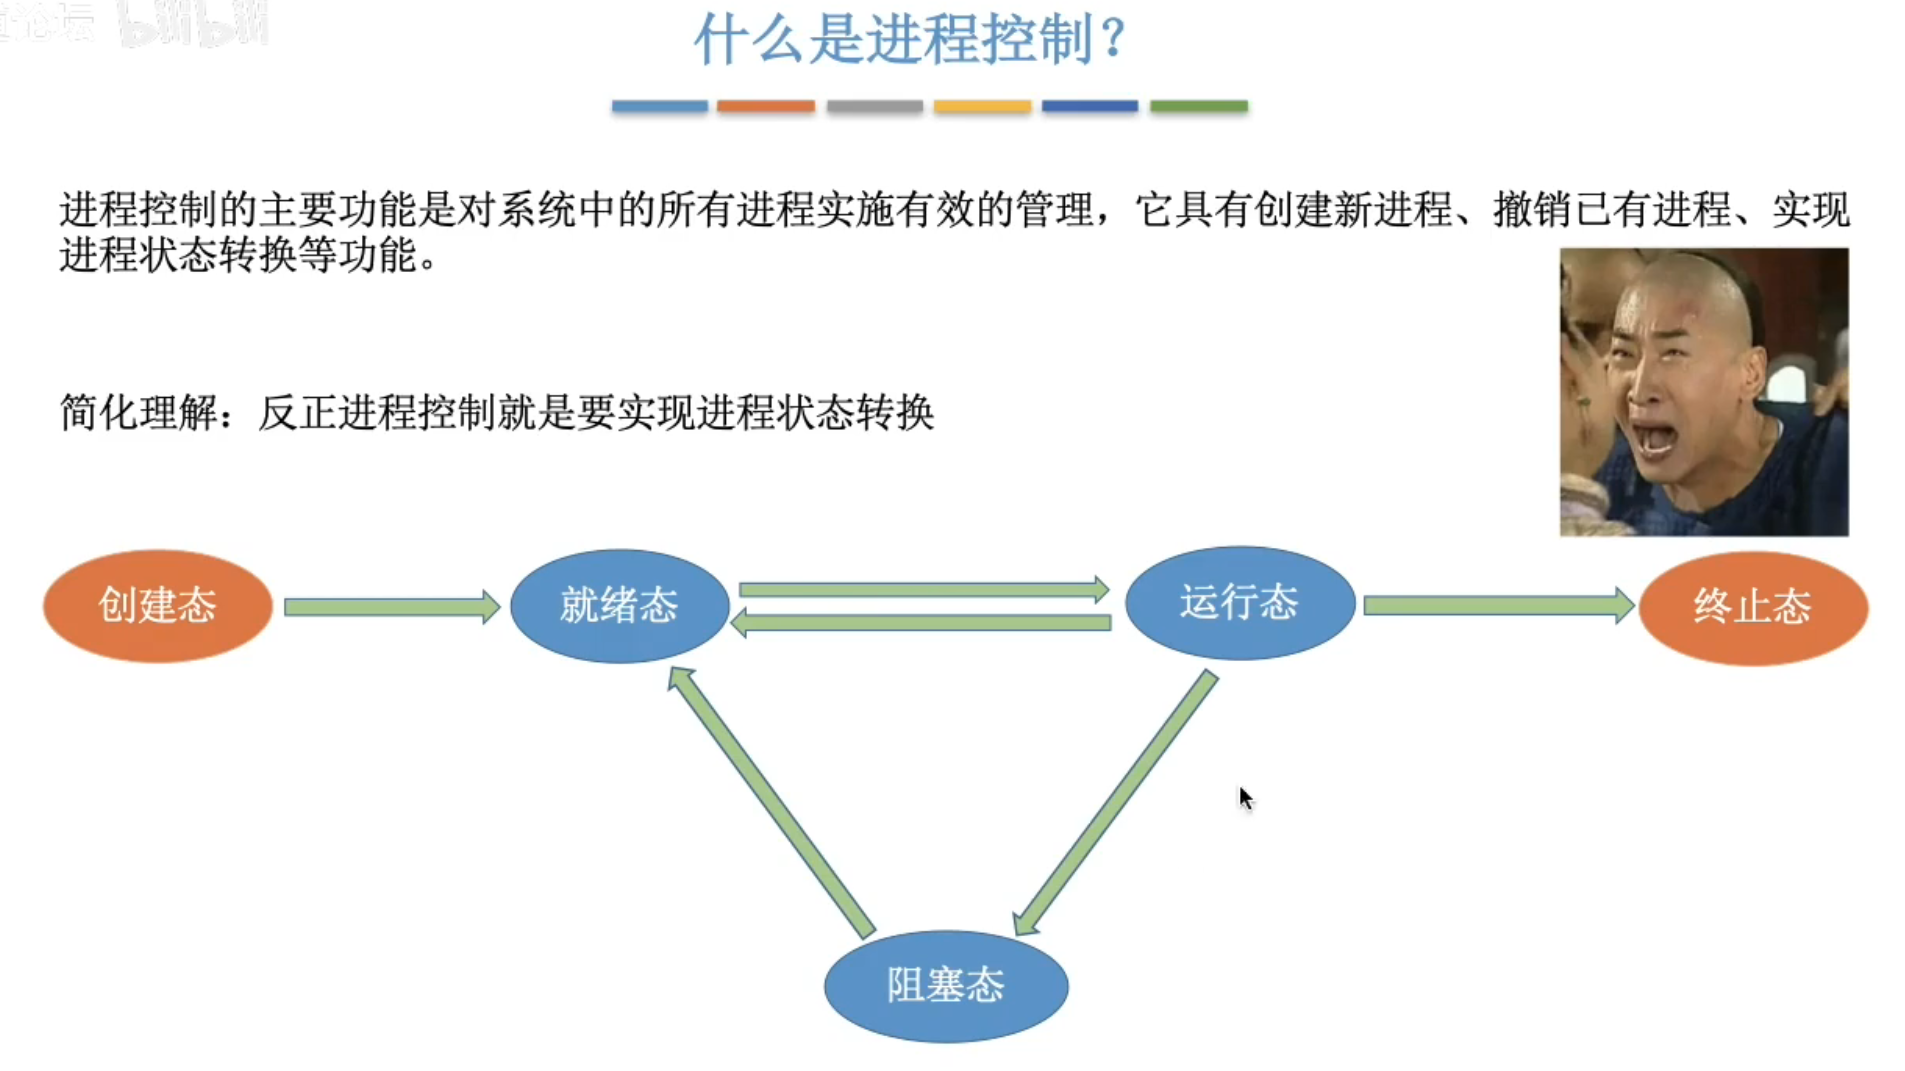 论坛 bilibili
什么是进程控制？
进程控制的主要功能是对系统中的所有进程实施有效的管理，它具有创建新进程、撤销已有进程、实现
进程状态转换等功能。
简化理解：反正进程控制就是要实现进程状态转换
创建态
就绪态
运行态
终止态
阻塞态